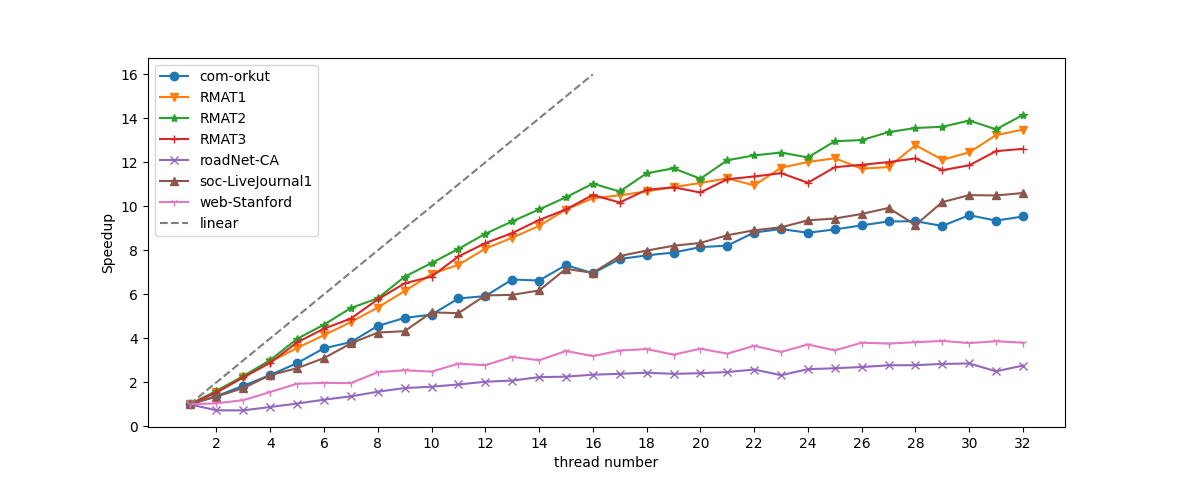 16
14
12
10
8
6
4
2
0
Speedup
com-orkut
RMAT1
RMAT2
RMAT3
roadNet-CA
soc-LiveJournal1
web-Stanford
linear
2 4 6 8 10 12 14 16 18 20 22 24 26 28 30 32
thread number